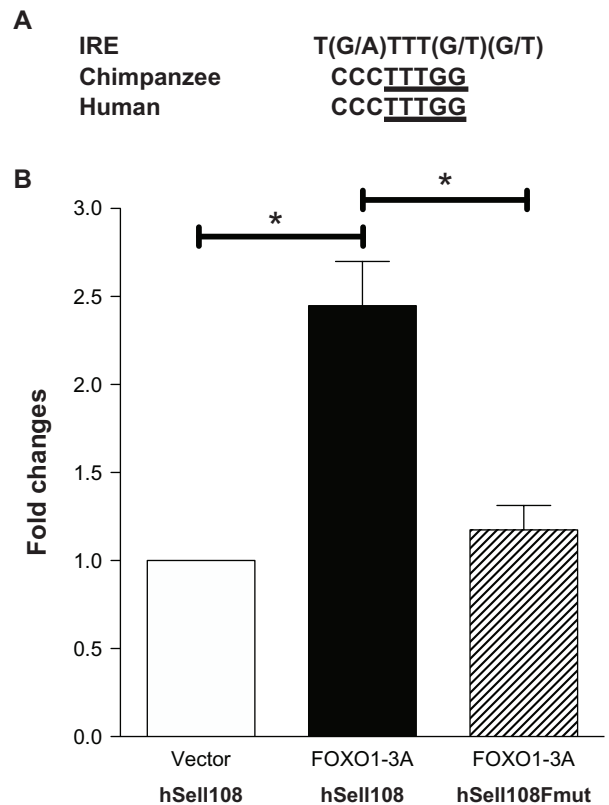 A
IRE T(G/A)TTT(G/T)(G/T)
Chimpanzee CCCTTTGG
Human CCCTTTGG
B
* *
3.0
2.5
2.0
1.5
1.0
0.5
0.0
Fold changes
Vector FOXO1-3A FOXO1-3A
hSell108 hSell108 hSell108Fmut